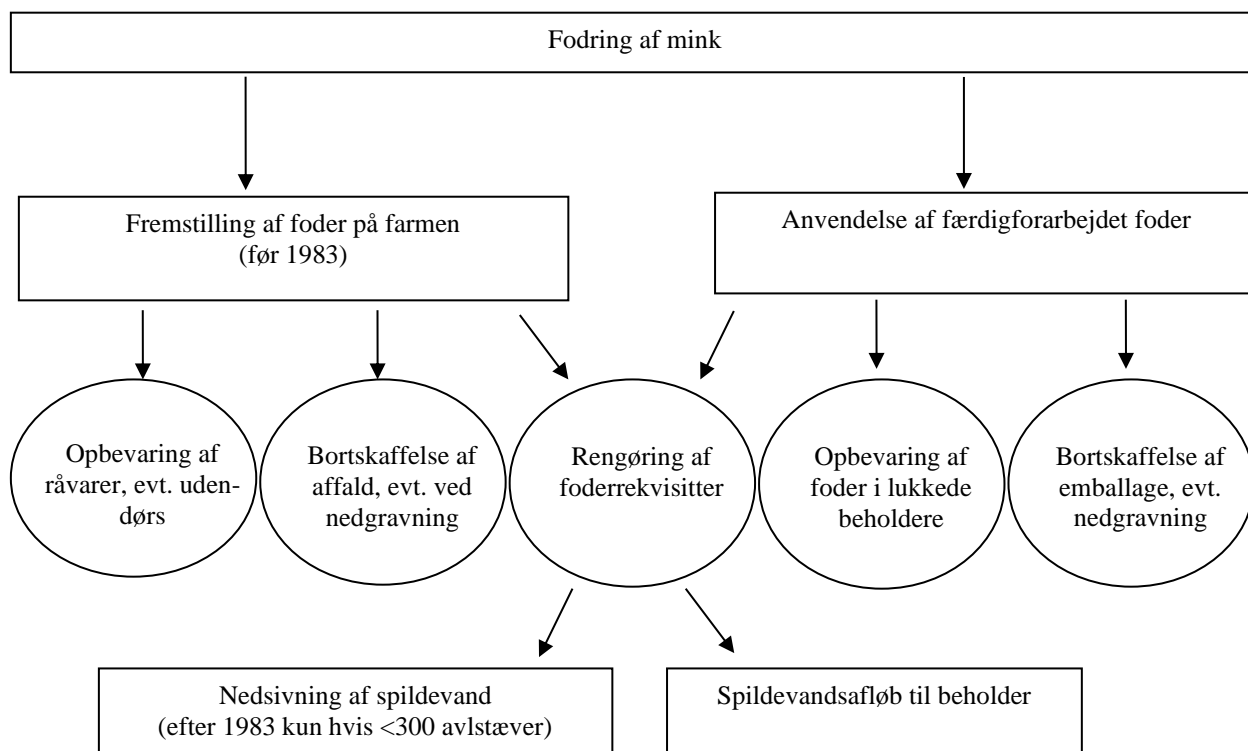 Fodring af mink
Fremstilling af foder på farmen
(før 1983)
Anvendelse af færdigforarbejdet foder
Opbevaring af
råvarer, evt. uden-
dørs
Bortskaffelse af
affald, evt. ved
nedgravning
Rengøring af
foderrekvisitter
Opbevaring af
foder i lukkede
beholdere
Bortskaffelse af
emballage, evt.
nedgravning
Nedsivning af spildevand
(efter 1983 kun hvis <300 avlstæver)
Spildevandsafløb til beholder